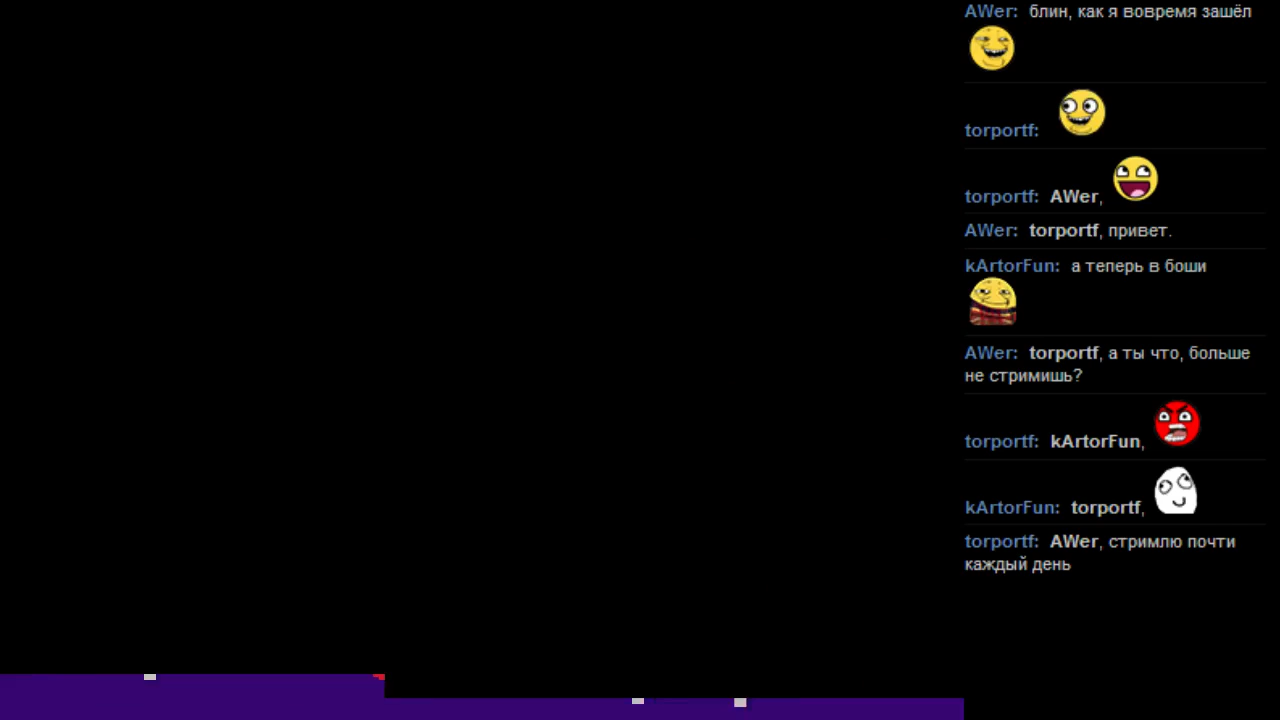 AWer: блин, как я вовремя зашёл
torportf:
torportf: AWer,
AWer: torportf, привет.
kArtorFun: а теперь в боши
AWer: torportf, а ты что, больше
не стримишь?
torportf: kArtorFun,
kArtorFun: torportf,
torportf: AWer, стримлю почти
каждый день